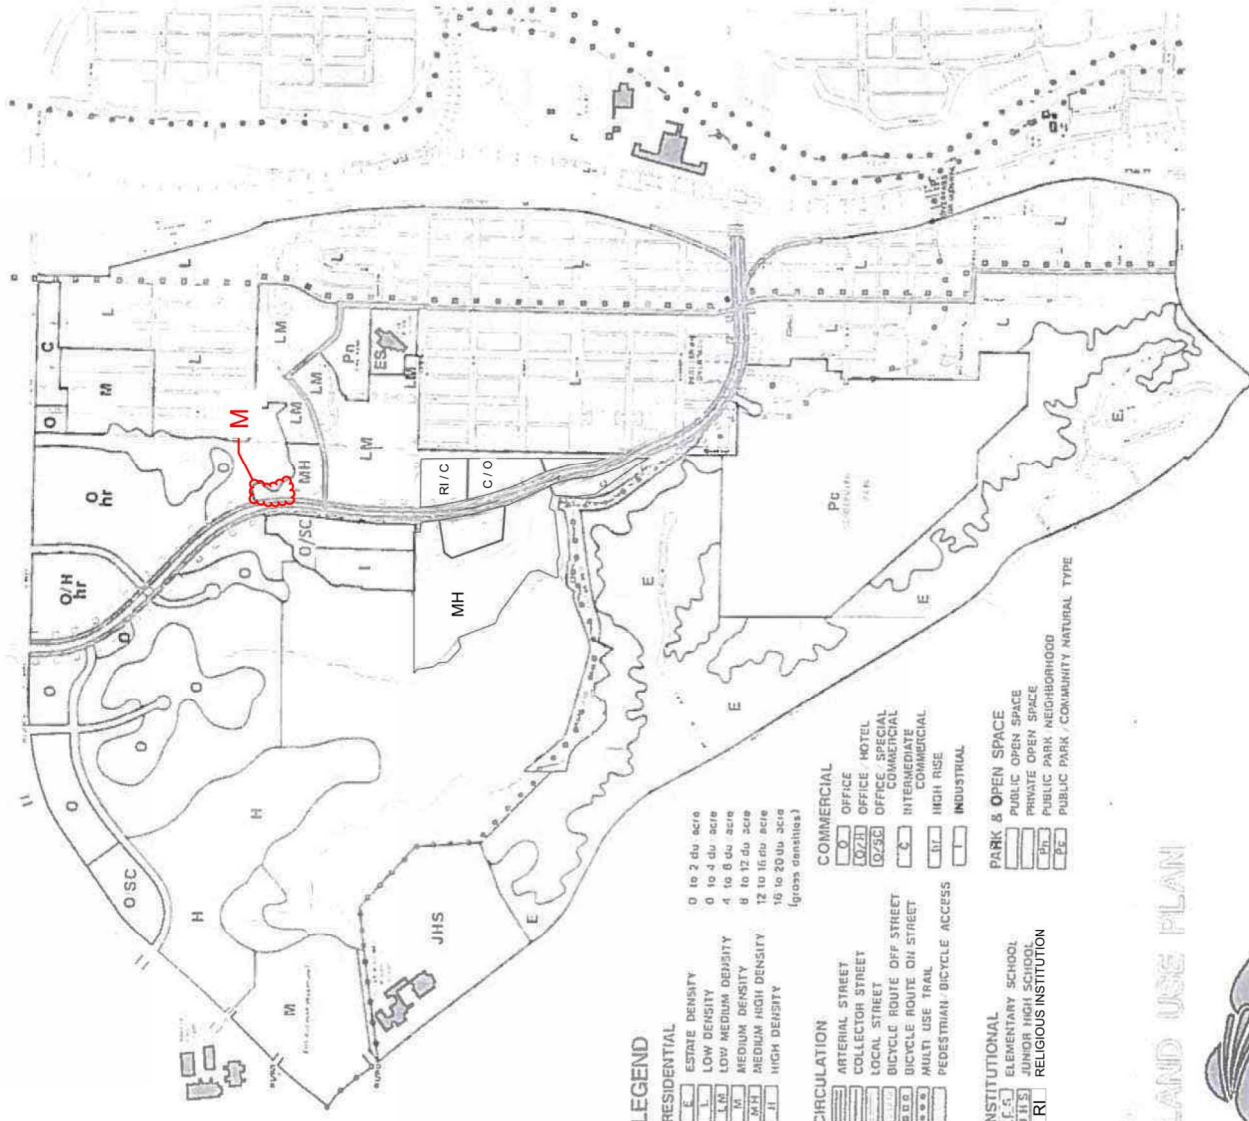 C
L
L
O
M
L
L
L
LM
Pn
ES
LM
M
LM
LM
LM
MH
O
hr
O
RI / C
C / O
C
L
L
L
L
L
L
L
O/H
hr
O
O/SC
I
MH
O
O
O
O
O
O/SC
H
H
M
JHS
E
E
E
E
E
Pc
LEGEND
RESIDENTIAL
E ESTATE DENSITY 0 to 2 du acre
L LOW DENSITY 0 to 4 du acre
LM LOW MEDIUM DENSITY 4 to 8 du acre
M MEDIUM DENSITY 8 to 12 du acre
MH MEDIUM HIGH DENSITY 12 to 16 du acre
H HIGH DENSITY 16 to 20 du acre
(gross densities)
CIRCULATION
ARTERIAL STREET
COLLECTOR STREET
LOCAL STREET
BICYCLE ROUTE OFF STREET
BICYCLE ROUTE ON STREET
MULTI USE TRAIL
PEDESTRIAN/BICYCLE ACCESS
INSTITUTIONAL
ES ELEMENTARY SCHOOL
JHS JUNIOR HIGH SCHOOL
RI RELIGIOUS INSTITUTION
COMMERCIAL
O OFFICE
O/H OFFICE/HOTEL
O/SC OFFICE/SPECIAL
COMMERCIAL
C INTERMEDIATE
COMMERCIAL
hr HIGH RISE
I INDUSTRIAL
PARK & OPEN SPACE
PUBLIC OPEN SPACE
PRIVATE OPEN SPACE
Pn PUBLIC PARK NEIGHBORHOOD
Pc PUBLIC PARK/COMMUNITY NATURAL TYPE
LAND USE PLAN